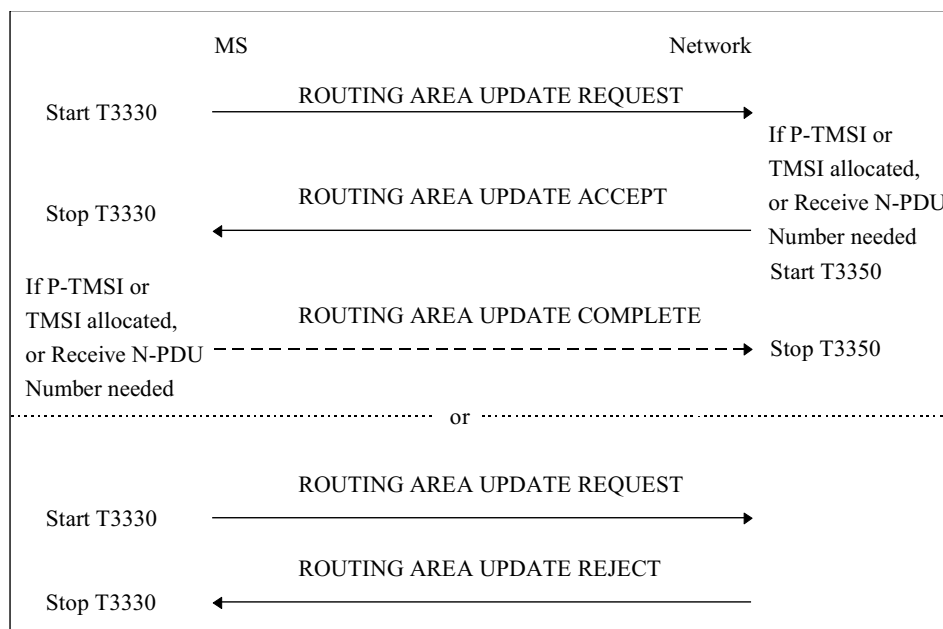 MS
Network
ROUTING AREA UPDATE REQUEST
Start T3330
If P-TMSI or
TMSI allocated,
or Receive N-PDU
Number needed
Start T3350
ROUTING AREA UPDATE ACCEPT
Stop T3330
If P-TMSI or
TMSI allocated,
or Receive N-PDU
Number needed
ROUTING AREA UPDATE COMPLETE
Stop T3350
or
ROUTING AREA UPDATE REQUEST
Start T3330
ROUTING AREA UPDATE REJECT
Stop T3330